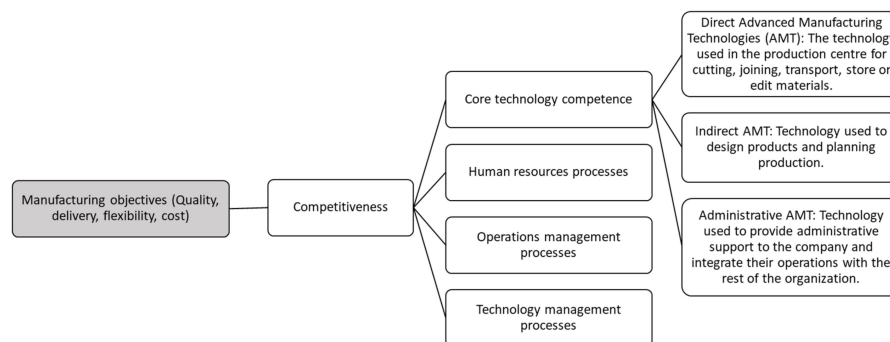 Manufacturing objectives (Quality,
delivery, flexibility, cost)
Competitiveness
Core technology competence
Human resources processes
Operations management
processes
Technology management
processes
Direct Advanced Manufacturing
Technologies (AMT): The technology
used in the production centre for
cutting, joining, transport, store or
edit materials.
Indirect AMT: Technology used to
design products and planning
production.
Administrative AMT: Technology
used to provide administrative
support to the company and
integrate their operations with the
rest of the organization.